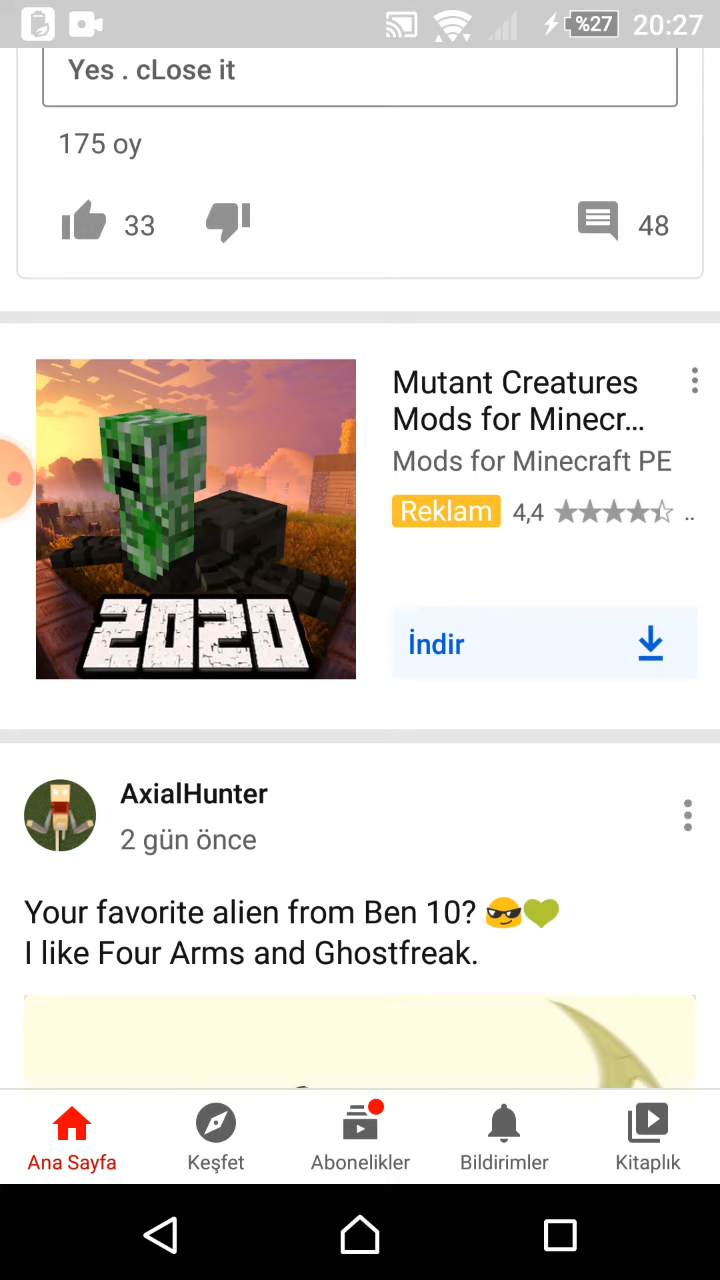 %27 20:27
Yes . cLose it
175 oy
33 48
Mutant Creatures
Mods for Minecr...
Mods for Minecraft PE
Reklam 4,4 ..
2020
İndir
AxialHunter
2 gün önce
Your favorite alien from Ben 10? 😎💚
I like Four Arms and Ghostfreak.
Ana Sayfa Keşfet Abonelikler Bildirimler Kitaplık